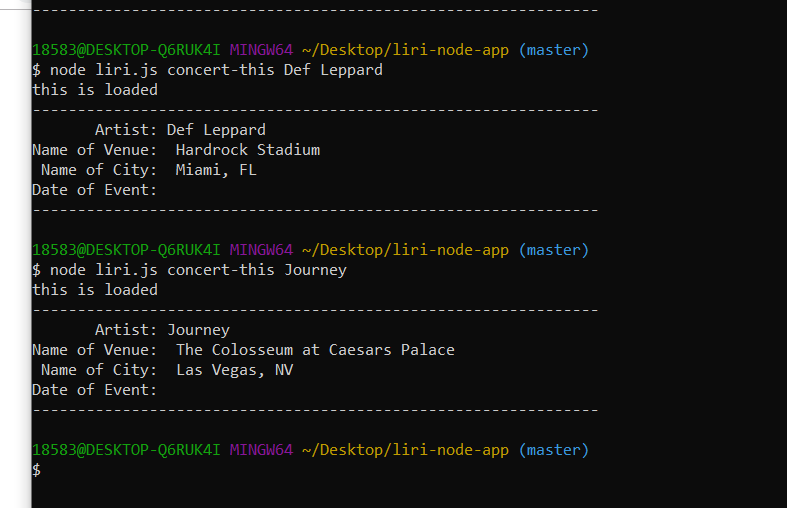 ---------------------------------------------------------------
18583@DESKTOP-Q6RUK4I MINGW64 ~/Desktop/liri-node-app (master)
$ node liri.js concert-this Def Leppard
this is loaded
---------------------------------------------------------------
       Artist: Def Leppard
Name of Venue:  Hardrock Stadium
 Name of City:  Miami, FL
Date of Event:
---------------------------------------------------------------
18583@DESKTOP-Q6RUK4I MINGW64 ~/Desktop/liri-node-app (master)
$ node liri.js concert-this Journey
this is loaded
---------------------------------------------------------------
       Artist: Journey
Name of Venue:  The Colosseum at Caesars Palace
 Name of City:  Las Vegas, NV
Date of Event:
---------------------------------------------------------------
18583@DESKTOP-Q6RUK4I MINGW64 ~/Desktop/liri-node-app (master)
$